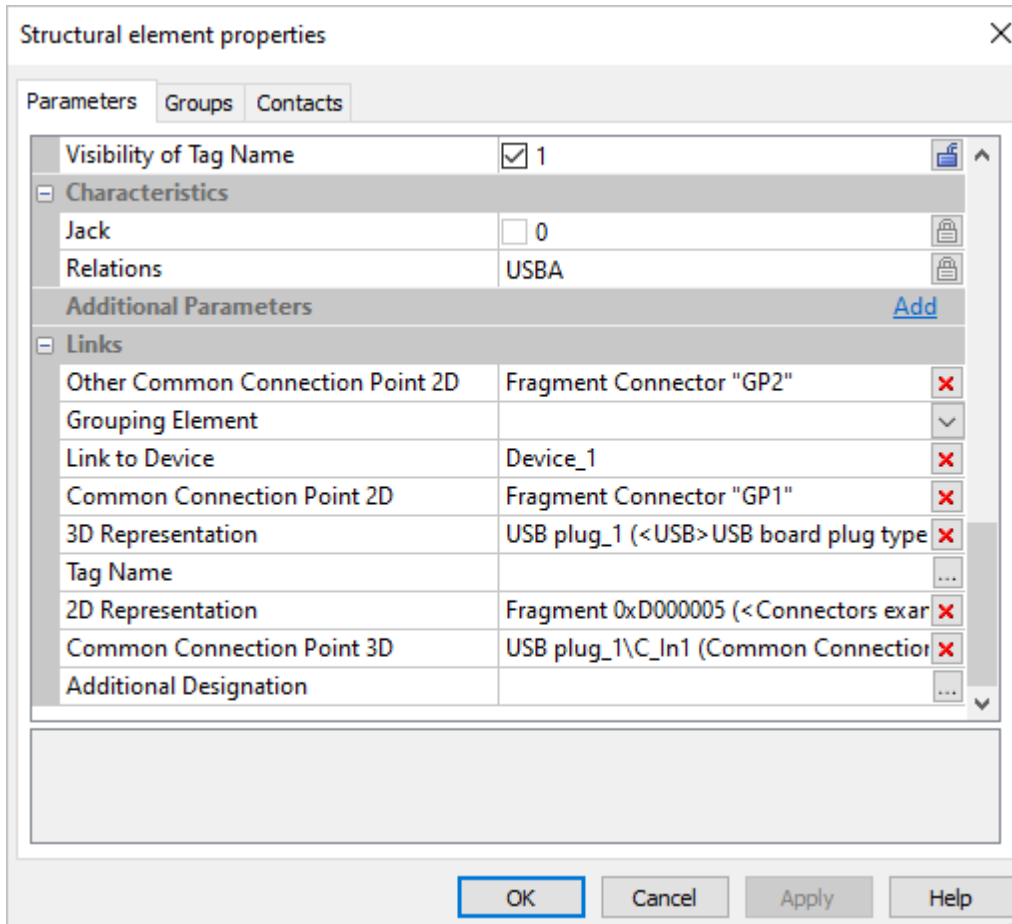 Structural element properties
Parameters Groups Contacts
Visibility of Tag Name 1
Characteristics
Jack 0
Relations USBA
Additional Parameters Add
Links
Other Common Connection Point 2D Fragment Connector "GP2"
Grouping Element
Link to Device Device_1
Common Connection Point 2D Fragment Connector "GP1"
3D Representation USB plug_1 (<USB>USB board plug type
Tag Name ...
2D Representation Fragment 0xD000005 (<Connectors exar
Common Connection Point 3D USB plug_1\C_In1 (Common Connection
Additional Designation ...
OK Cancel Apply Help